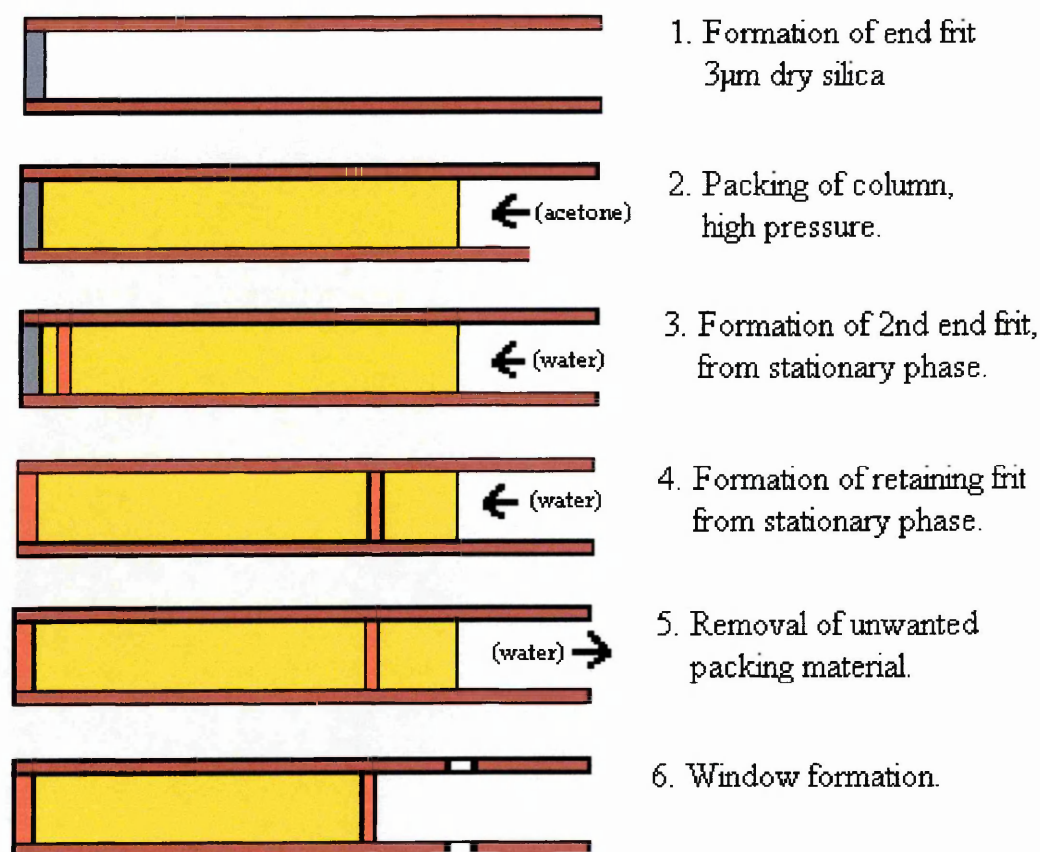 1. Formation of end frit
3µm dry silica
(acetone)
2. Packing of column,
high pressure.
(water)
3. Formation of 2nd end frit,
from stationary phase.
(water)
4. Formation of retaining frit
from stationary phase.
(water)
5. Removal of unwanted
packing material.
6. Window formation.